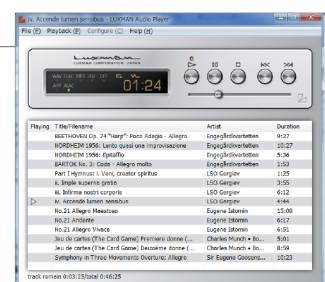 iv. Accende lumen sensibus - LUXMAN Audio Player
File (F) Playback (P) Configure (C) Help (H)
LUXMAN
LUXMAN CORPORATION, JAPAN
01:24
Playing Title/Filename Artist Duration
BEETHOVEN Op. 74 "Harp": Poco Adagio - Allegro Engegårdkvartetten 9:27
NORDHEIM 1956: Lento quasi una improvisazione Engegårdkvartetten 10:27
NORDHEIM 1956: Epitaffio Engegårdkvartetten 5:36
BARTOK No. 3: Coda - Allegro molto Engegårdkvartetten 1:53
Part I Hymnus: i. Veni, creator spiritus LSO Gergiev 1:25
ii. Imple superna gratia LSO Gergiev 3:55
iii. Infirma nostri corporis LSO Gergiev 6:12
iv. Accende lumen sensibus LSO Gergiev 4:44
No.21 Allegro Maestoso Eugene Istomin 15:00
No.21 Andante Eugene Istomin 6:17
No.21 Allegro Vivace Eugene Istomin 6:51
Jeu de cartes (The Card Game) Premiere donne (... Charles Munch • Bo... 5:01
Jeu de cartes (The Card Game) Deuxième donne (... Charles Munch • Bo... 8:59
Symphony in Three Movements Overture; Allegro Sir Eugene Goossens... 10:23
track remain 0:03:25/total 0:46:25